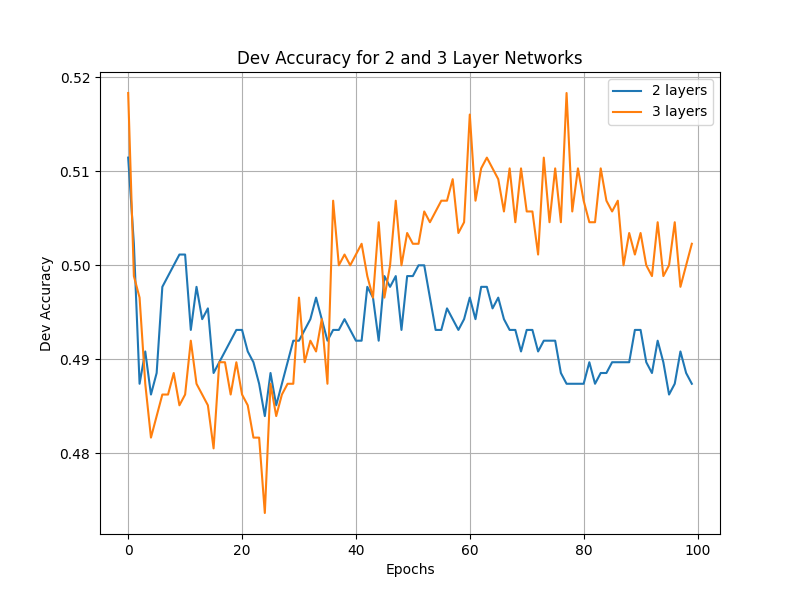 Dev Accuracy for 2 and 3 Layer Networks
2 layers
3 layers
Dev Accuracy
0.52
0.51
0.50
0.49
0.48
0
20
40
60
80
100
Epochs